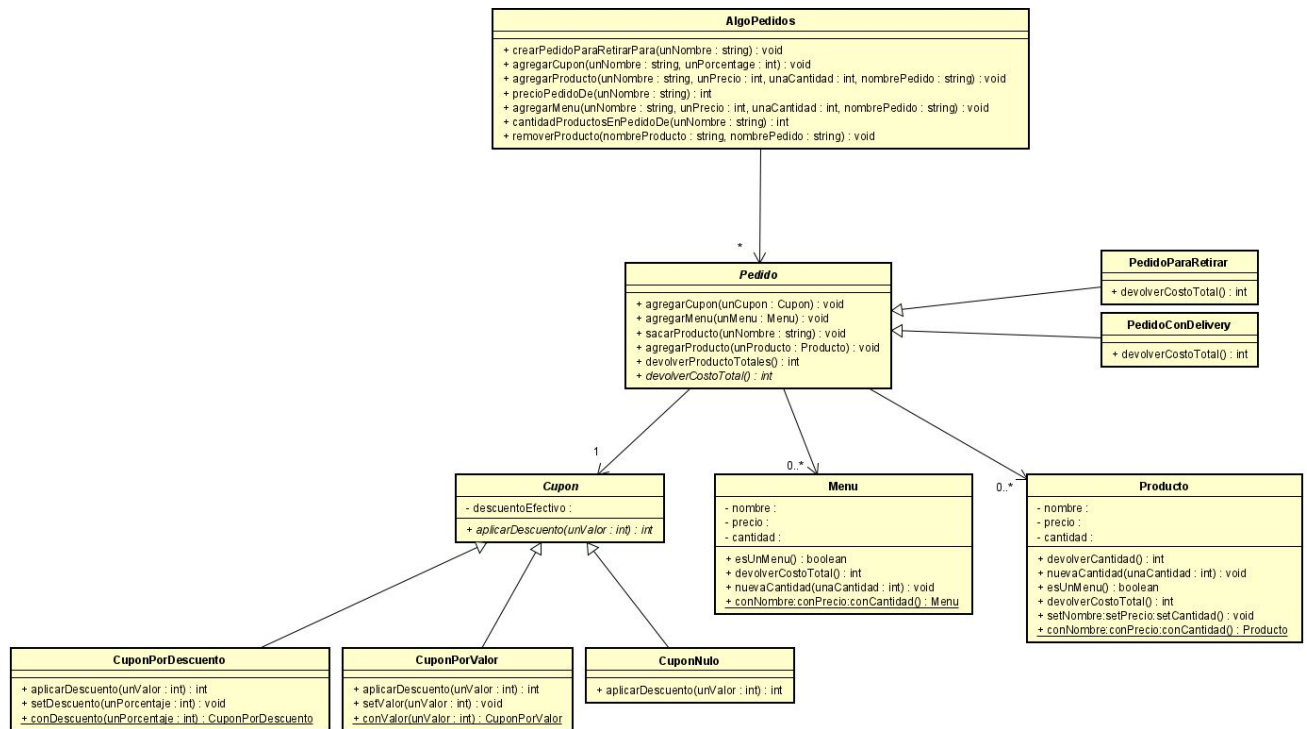 AlgoPedidos
+ crearPedidoParaRetirarPara(unNombre : string) : void
+ agregarCupon(unNombre : string, unPorcentage : int) : void
+ agregarProducto(unNombre : string, unPrecio : int, unaCantidad : int, nombrePedido : string) : void
+ precioPedidoDe(unNombre : string) : int
+ agregarMenu(unNombre : string, unPrecio : int, unaCantidad : int, nombrePedido : string) : void
+ cantidadProductosEnPedidoDe(unNombre : string) : int
+ removerProducto(nombreProducto : string, nombrePedido : string) : void
*
Pedido
+ agregarCupon(unCupon : Cupon) : void
+ agregarMenu(unMenu : Menu) : void
+ sacarProducto(unNombre : string) : void
+ agregarProducto(unProducto : Producto) : void
+ devolverProductoTotales() : int
+ devolverCostoTotal() : int
PedidoParaRetirar
+ devolverCostoTotal() : int
PedidoConDelivery
+ devolverCostoTotal() : int
1
0..*
0..*
Cupon
- descuentoEfectivo :
+ aplicarDescuento(unValor : int) : int
Menu
- nombre :
- precio :
- cantidad :
+ esUnMenu() : boolean
+ devolverCostoTotal() : int
+ nuevaCantidad(unaCantidad : int) : void
+ conNombre:conPrecio:conCantidad() : Menu
Producto
- nombre :
- precio :
- cantidad :
+ devolverCantidad() : int
+ nuevaCantidad(unaCantidad : int) : void
+ esUnMenu() : boolean
+ devolverCostoTotal() : int
+ setNombre:setPrecio:setCantidad() : void
+ conNombre:conPrecio:conCantidad() : Producto
CuponPorDescuento
+ aplicarDescuento(unValor : int) : int
+ setDescuento(unPorcentaje : int) : void
+ conDescuento(unPorcentaje : int) : CuponPorDescuento
CuponPorValor
+ aplicarDescuento(unValor : int) : int
+ setValor(unValor : int) : void
+ conValor(unValor : int) : CuponPorValor
CuponNulo
+ aplicarDescuento(unValor : int) : int